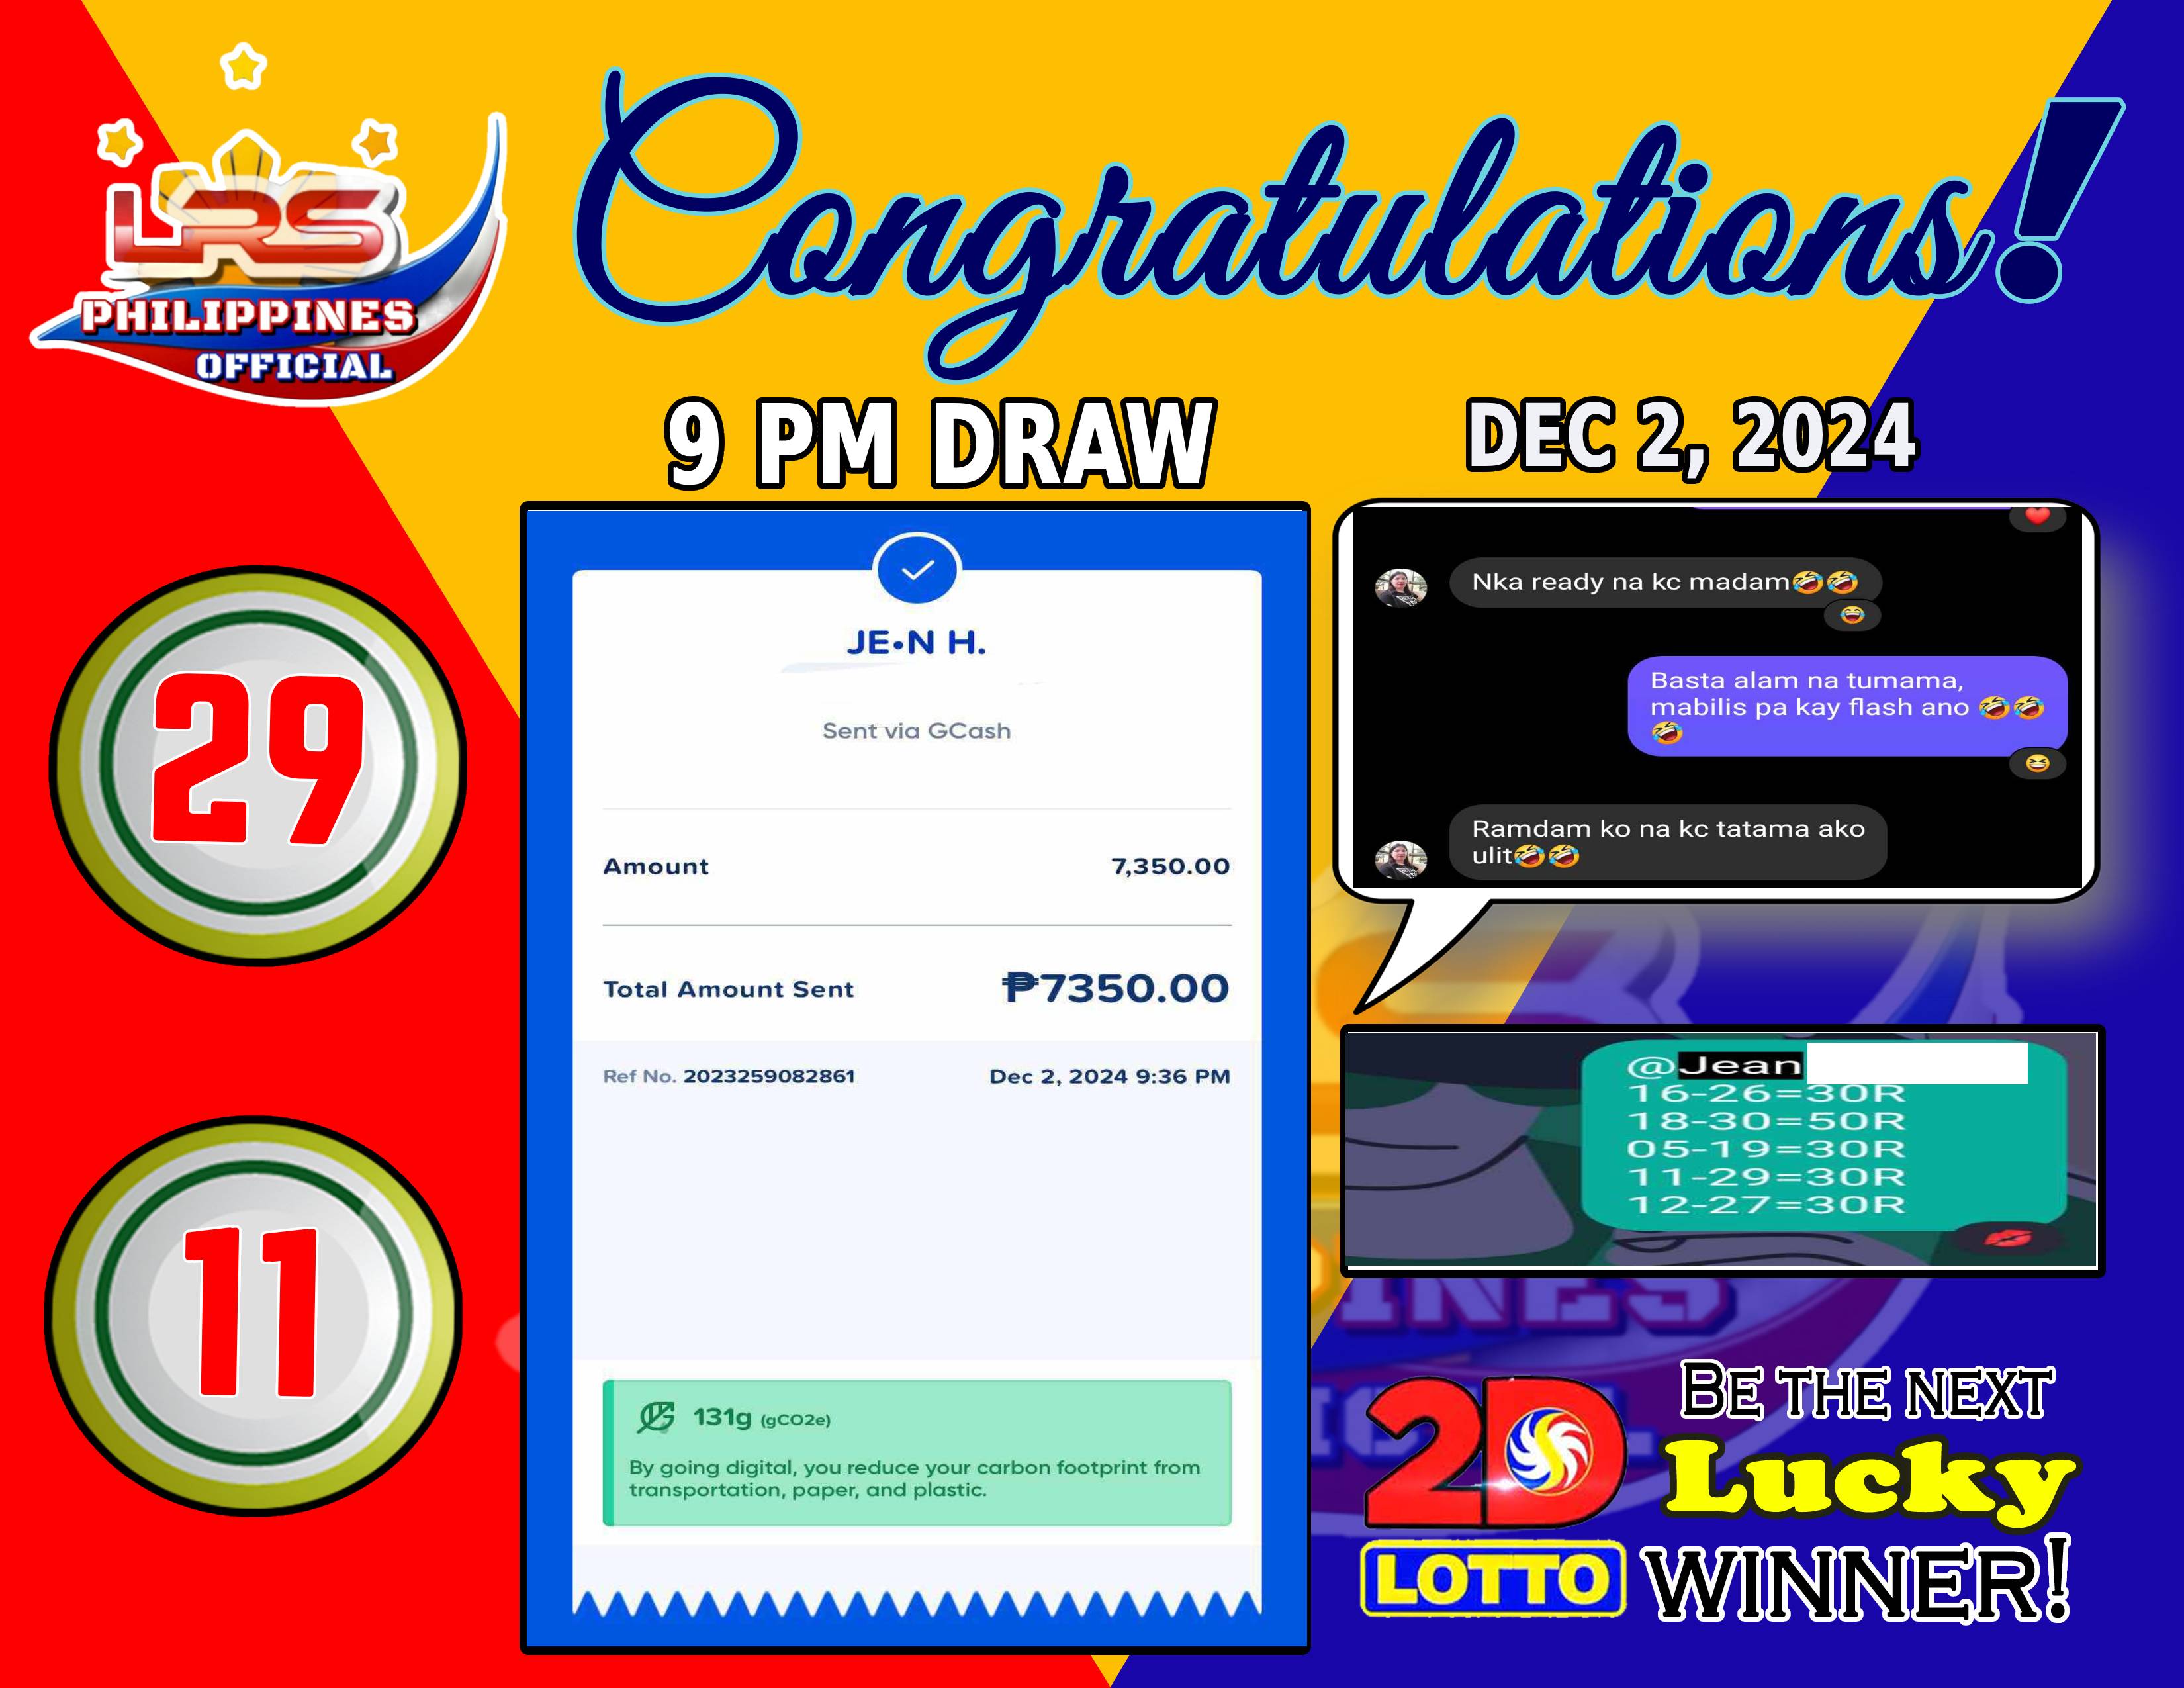 LRS
PHILIPPINES
OFFICIAL
Congratulations!
9 PM DRAW
DEC 2, 2024
29
11
JE•N H.
Sent via GCash
Amount 7,350.00
Total Amount Sent ₱7350.00
Ref No. 2023259082861 Dec 2, 2024 9:36 PM
131g (gCO2e)
By going digital, you reduce your carbon footprint from
transportation, paper, and plastic.
Nka ready na kc madam🤣🤣
Basta alam na tumama,
mabilis pa kay flash ano 🤣🤣
🤣
Ramdam ko na kc tatama ako
ulit🤣🤣
@Jean
16-26=30R
18-30=50R
05-19=30R
11-29=30R
12-27=30R
2D
LOTTO
BE THE NEXT
Lucky
WINNER!